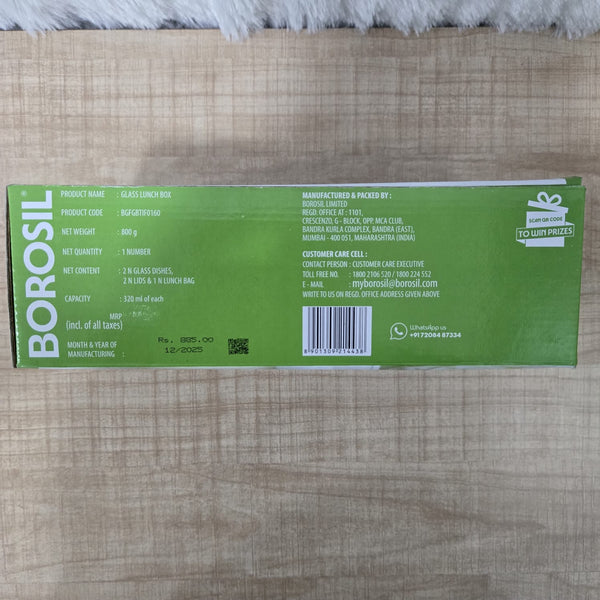 BOROSIL®
PRODUCT NAME : GLASS LUNCH BOX
PRODUCT CODE : BGFGBTIF0160
NET WEIGHT : 800 g
NET QUANTITY : 1 NUMBER
NET CONTENT : 2 N GLASS DISHES,
2 N LIDS & 1 N LUNCH BAG
CAPACITY : 320 ml of each
MRP
(incl. of all taxes) : Rs. 885.00
MONTH & YEAR OF
MANUFACTURING : 12/2025
MANUFACTURED & PACKED BY :
BOROSIL LIMITED
REGD. OFFICE AT : 1101,
CRESCENZO, G - BLOCK, OPP. MCA CLUB,
BANDRA KURLA COMPLEX, BANDRA (EAST),
MUMBAI - 400 051, MAHARASHTRA (INDIA)
CUSTOMER CARE CELL :
CONTACT PERSON : CUSTOMER CARE EXECUTIVE
TOLL FREE NO. : 1800 2106 520 / 1800 224 552
E - MAIL : myborosil@borosil.com
WRITE TO US ON REGD. OFFICE ADDRESS GIVEN ABOVE
8 901309 214438
WhatsApp us
+91 72084 87334
SCAN QR CODE
TO WIN PRIZES